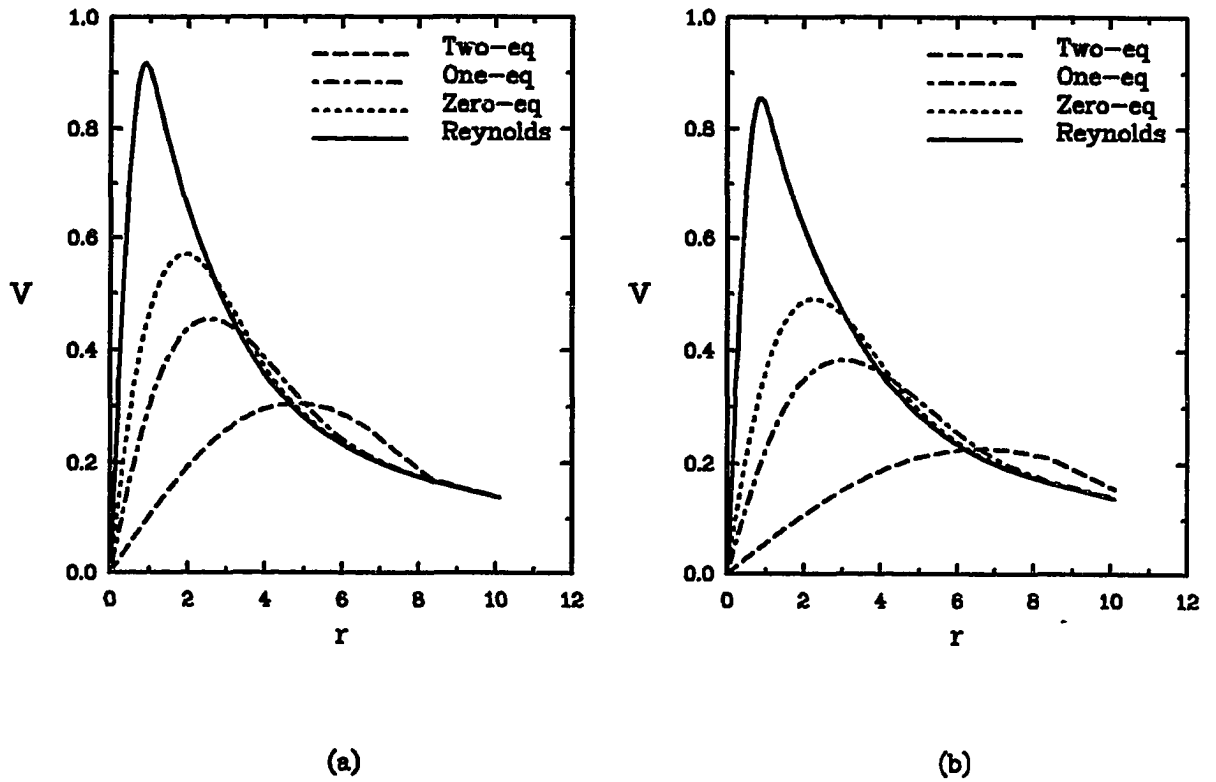 1.0
0.8
0.6
0.4
0.2
0.0
V
0 2 4 6 8 10 12
r
Two-eq
One-eq
Zero-eq
Reynolds
(a)
1.0
0.8
0.6
0.4
0.2
0.0
V
0 2 4 6 8 10 12
r
Two-eq
One-eq
Zero-eq
Reynolds
(b)